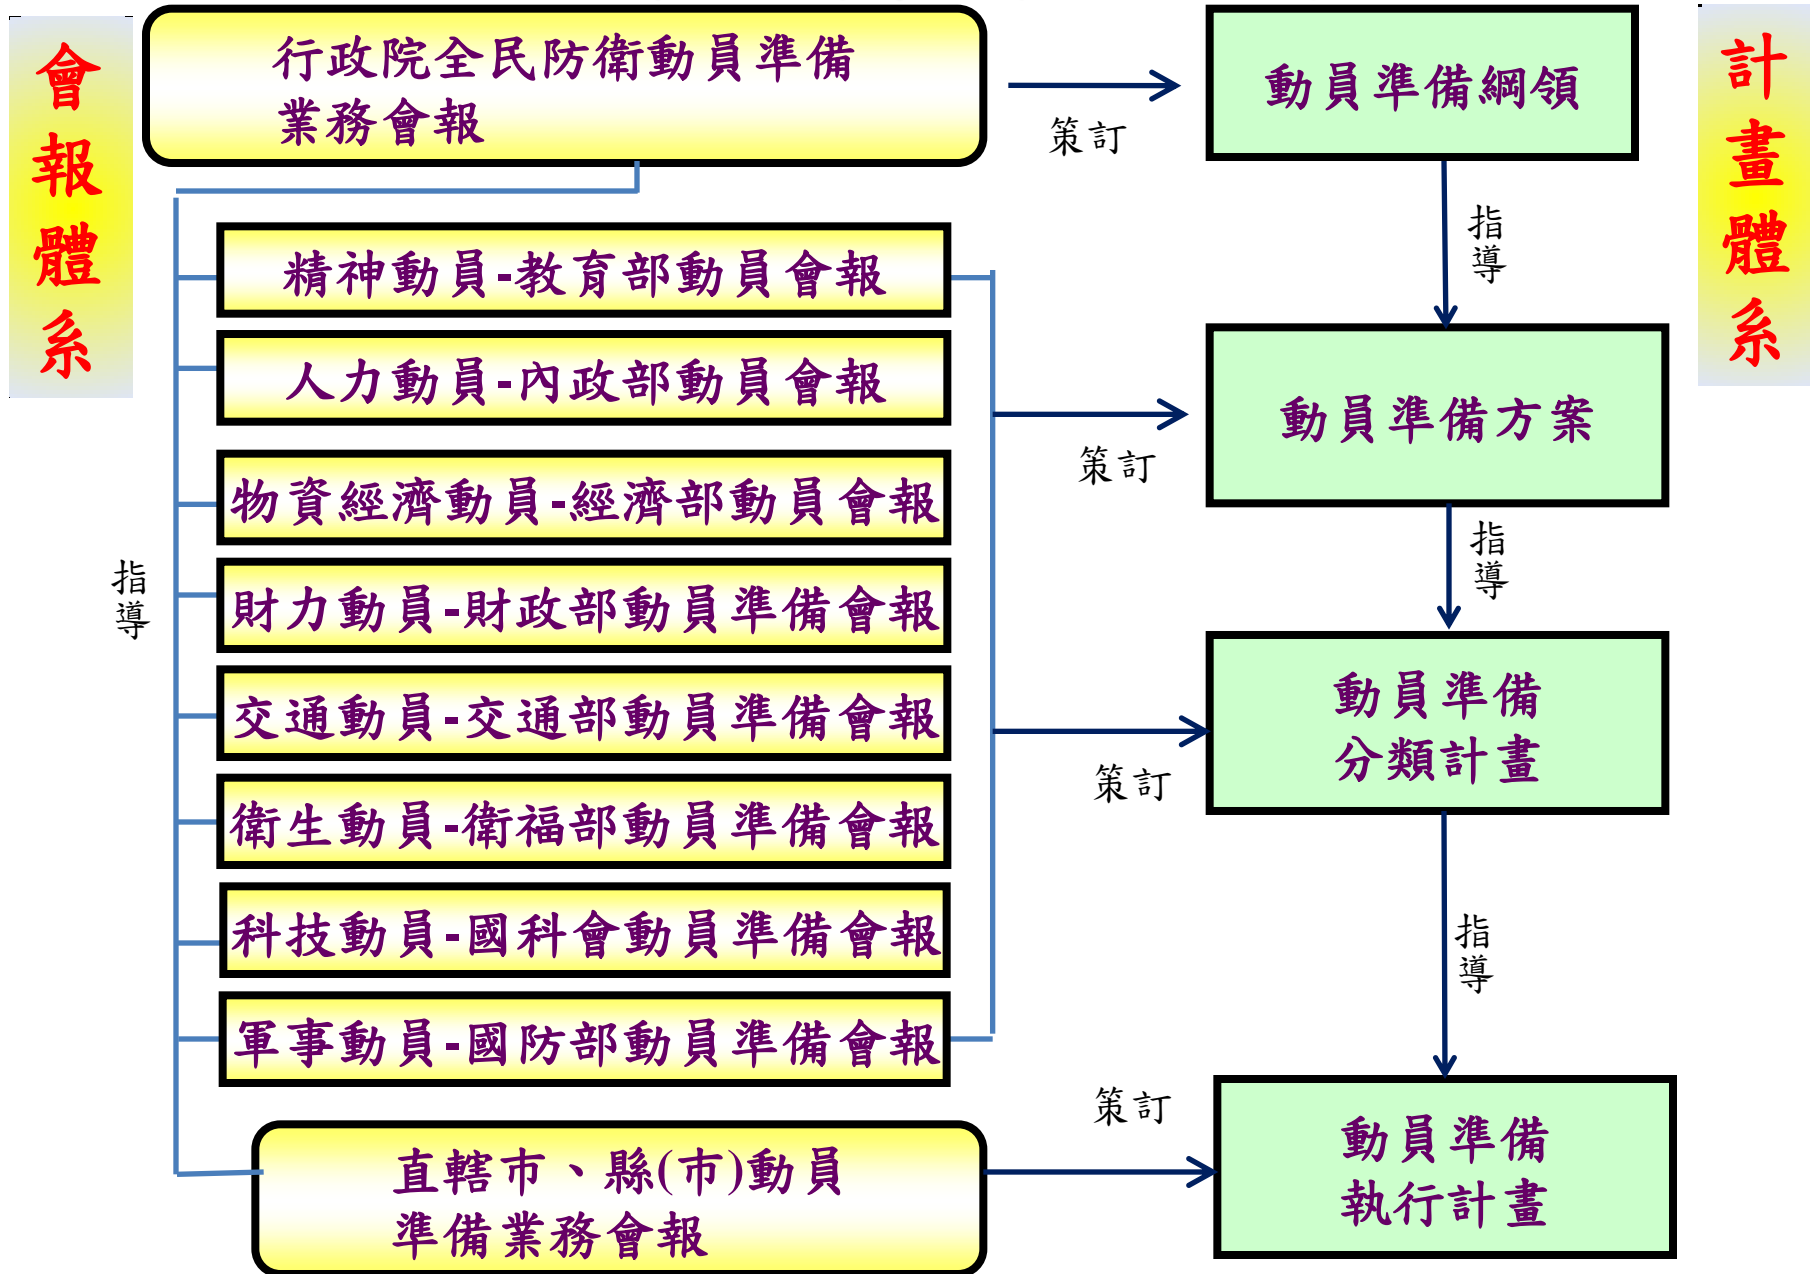 會報體系
計畫體系
行政院全民防衛動員準備
業務會報
策訂
動員準備綱領
指導
精神動員-教育部動員會報
人力動員-內政部動員會報
策訂
動員準備方案
物資經濟動員-經濟部動員會報
指導
指導
財力動員-財政部動員準備會報
交通動員-交通部動員準備會報
策訂
動員準備
分類計畫
衛生動員-衛福部動員準備會報
科技動員-國科會動員準備會報
指導
軍事動員-國防部動員準備會報
策訂
直轄市、縣(市)動員
準備業務會報
動員準備
執行計畫